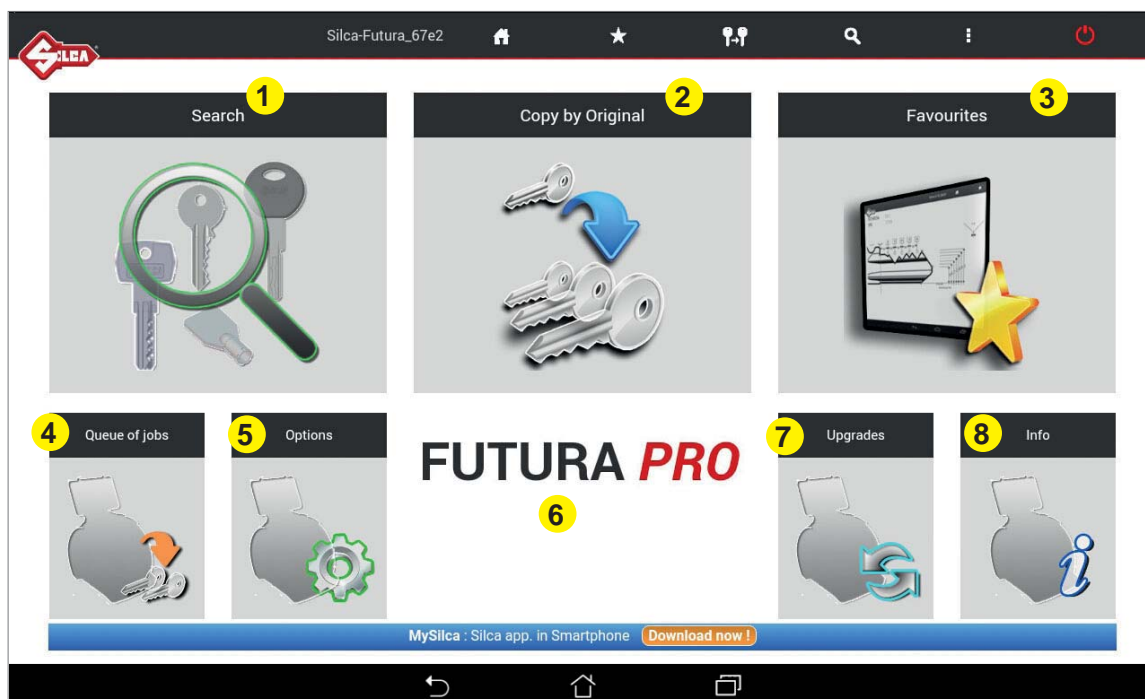 SILCA
Silca-Futura_67e2
1
Search
2
Copy by Original
3
Favourites
4
Queue of jobs
5
Options
FUTURA PRO
6
7
Upgrades
8
Info
MySilca : Silca app. in Smartphone Download now !